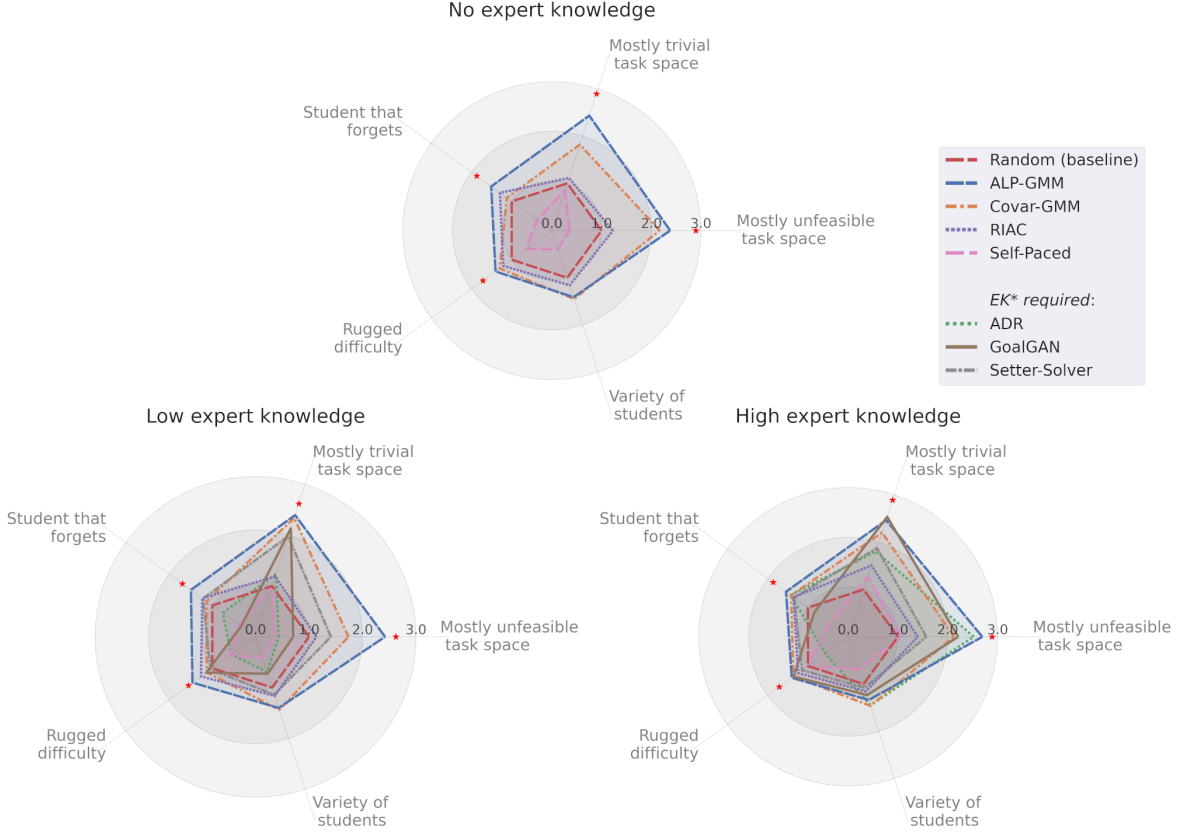 No expert knowledge
Mostly trivial
task space
Student that
forgets
0.0
1.0
2.0
3.0
Mostly unfeasible
task space
Rugged
difficulty
Variety of
students
Random (baseline)
ALP-GMM
Covar-GMM
RIAC
Self-Paced
EK* required:
ADR
GoalGAN
Setter-Solver
Low expert knowledge
Mostly trivial
task space
Student that
forgets
0.0
1.0
2.0
3.0
Mostly unfeasible
task space
Rugged
difficulty
Variety of
students
High expert knowledge
Mostly trivial
task space
Student that
forgets
0.0
1.0
2.0
3.0
Mostly unfeasible
task space
Rugged
difficulty
Variety of
students